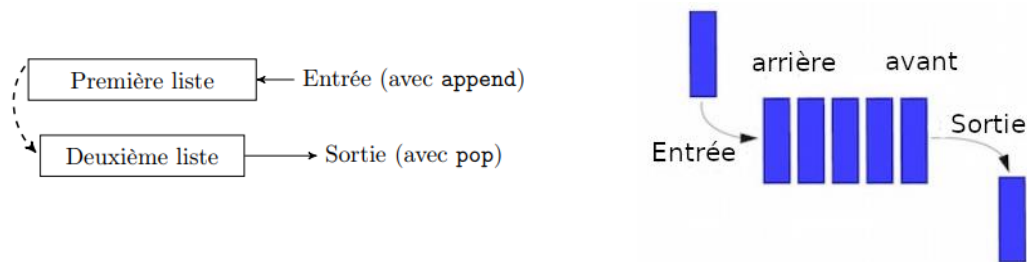 Première liste
Entrée (avec append)
Deuxième liste
Sortie (avec pop)
arrière
avant
Entrée
Sortie